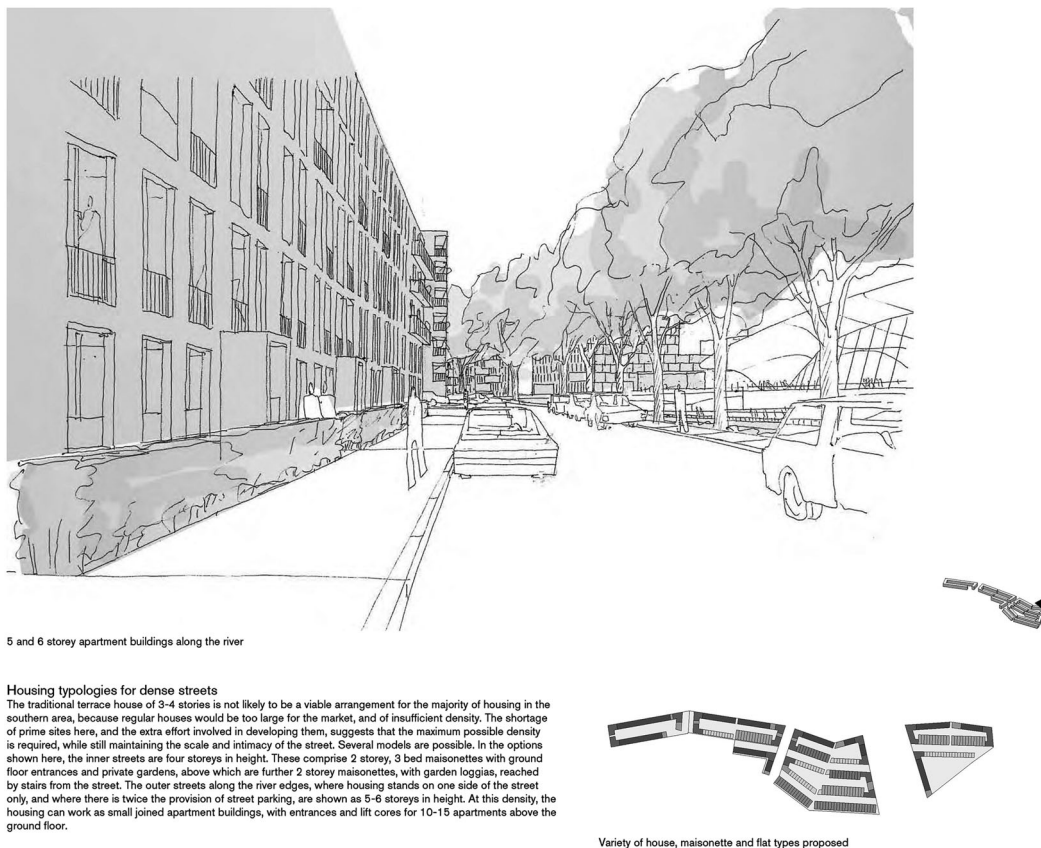 5 and 6 storey apartment buildings along the river
Housing typologies for dense streets
The traditional terrace house of 3-4 stories is not likely to be a viable arrangement for the majority of housing in the
southern area, because regular houses would be too large for the market, and of insufficient density. The shortage
of prime sites here, and the extra effort involved in developing them, suggests that the maximum possible density
is required, while still maintaining the scale and intimacy of the street. Several models are possible. In the options
shown here, the inner streets are four storeys in height. These comprise 2 storey, 3 bed maisonettes with ground
floor entrances and private gardens, above which are further 2 storey maisonettes, with garden loggias, reached
by stairs from the street. The outer streets along the river edges, where housing stands on one side of the street
only, and where there is twice the provision of street parking, are shown as 5-6 storeys in height. At this density, the
housing can work as small joined apartment buildings, with entrances and lift cores for 10-15 apartments above the
ground floor.
Variety of house, maisonette and flat types proposed